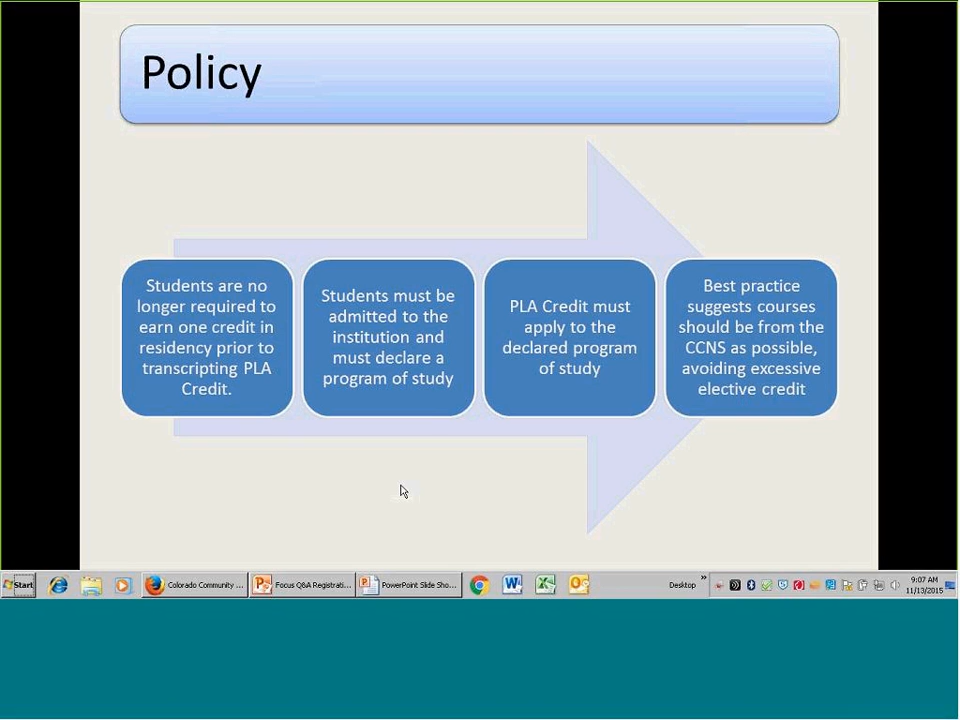 Policy
Students are no
longer required to
earn one credit in
residency prior to
transcripting PLA
Credit.
Students must be
admitted to the
institution and
must declare a
program of study
PLA Credit must
apply to the
declared program
of study
Best practice
suggests courses
should be from the
CCNS as possible,
avoiding excessive
elective credit
Start
Colorado Community ...
Focus Q&A Registrati...
PowerPoint Slide Sho...
Desktop
9:07 AM
11/13/2015